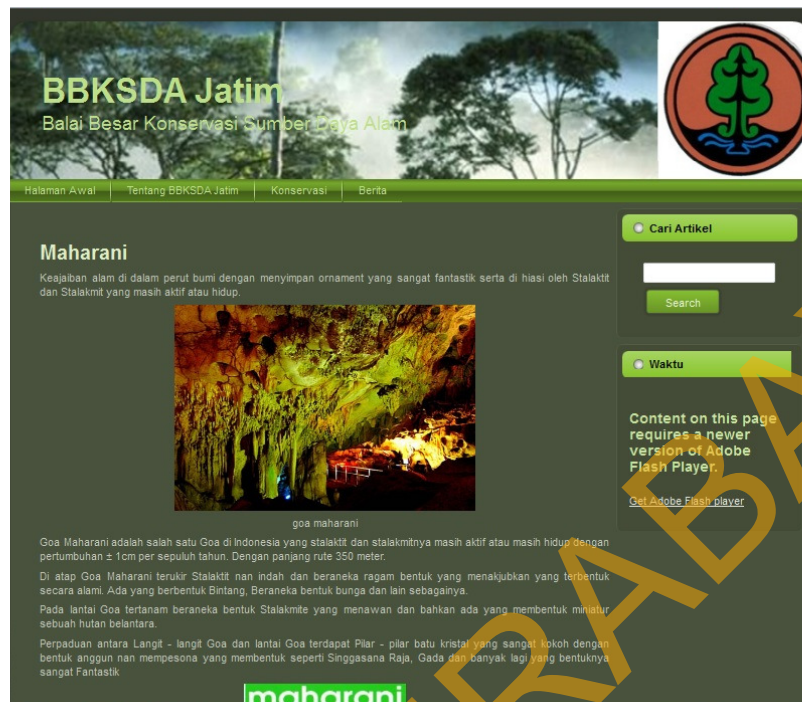 BBKSDA Jatim
Balai Besar Konservasi Sumber Daya Alam
Halaman Awal
Tentang BBKSDA Jatim
Konservasi
Berita
Maharani
Keajaiban alam di dalam perut bumi dengan menyimpan ornament yang sangat fantastik serta di hiasi oleh Stalaktit
dan Stalakmit yang masih aktif atau hidup.
goa maharani
Goa Maharani adalah salah satu Goa di Indonesia yang stalaktit dan stalakmitnya masih aktif atau masih hidup dengan
pertumbuhan ± 1cm per sepuluh tahun. Dengan panjang rute 350 meter.
Di atap Goa Maharani terukir Stalaktit nan indah dan beraneka ragam bentuk yang menakjubkan yang terbentuk
secara alami. Ada yang berbentuk Bintang, Beraneka bentuk bunga dan lain sebagainya.
Pada lantai Goa tertanam beraneka bentuk Stalakmite yang menawan dan bahkan ada yang membentuk miniatur
sebuah hutan belantara.
Perpaduan antara Langit - langit Goa dan lantai Goa terdapat Pilar - pilar batu kristal yang sangat kokoh dengan
bentuk anggun nan mempesona yang membentuk seperti Singgasana Raja, Gada dan banyak lagi yang bentuknya
sangat Fantastik
maharani
Cari Artikel
Search
Waktu
Content on this page
requires a newer
version of Adobe
Flash Player.
Get Adobe Flash player
RABA